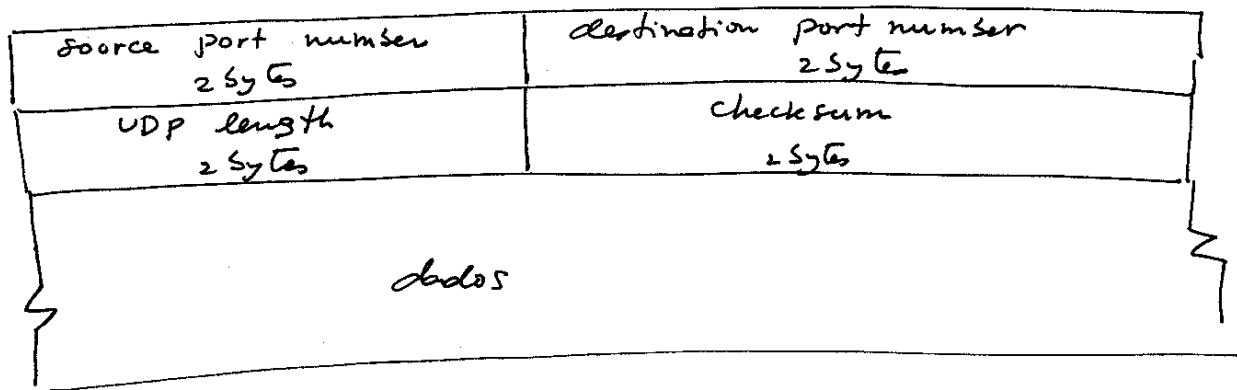 source port number
2 bytes
destination port number
2 bytes
UDP length
2 bytes
checksum
2 bytes
dados